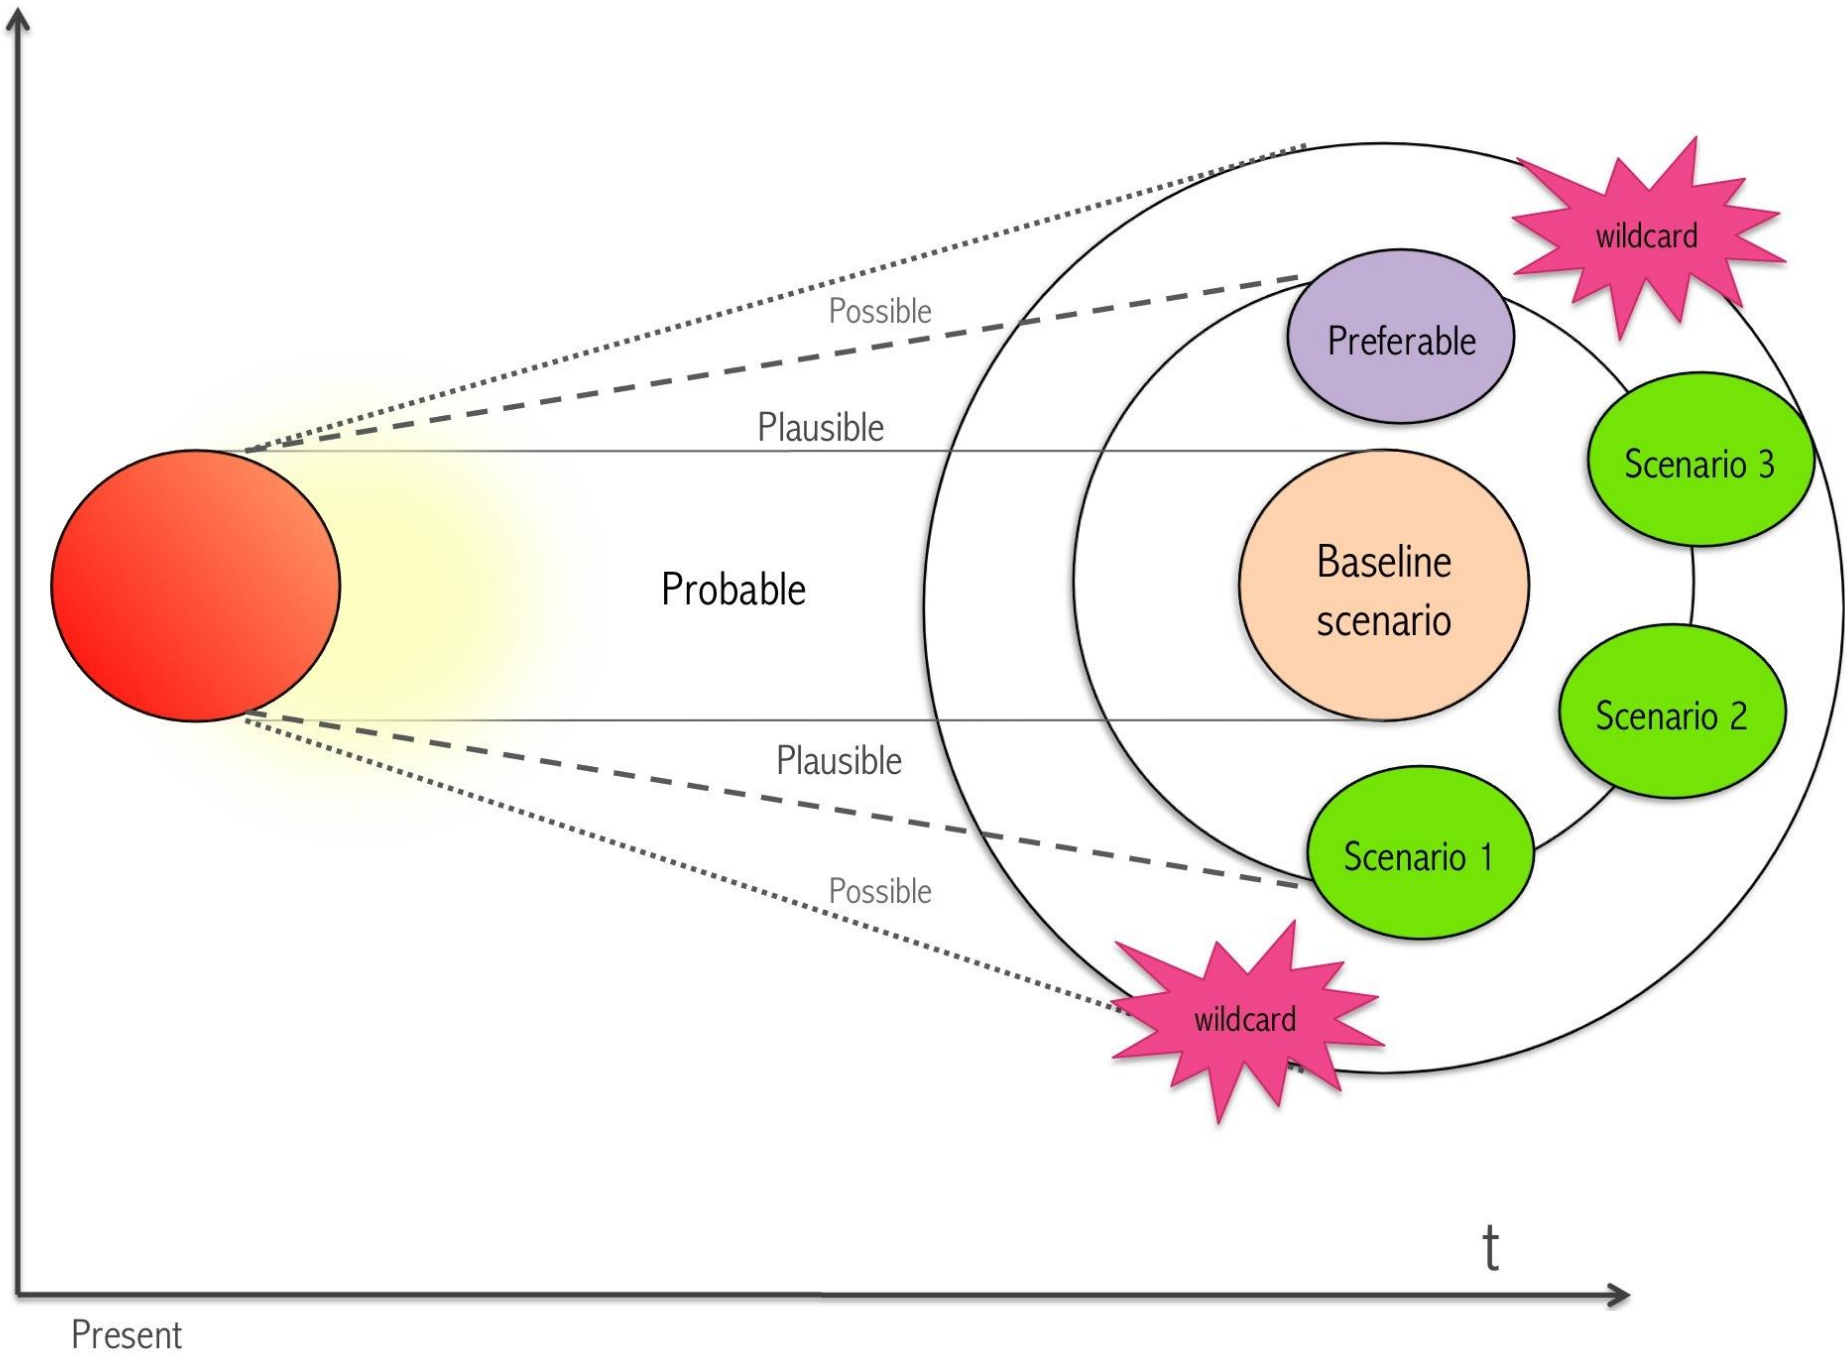 wildcard
Possible
Preferable
Plausible
Scenario 3
Baseline
scenario
Probable
Scenario 2
Plausible
Scenario 1
Possible
wildcard
t
Present